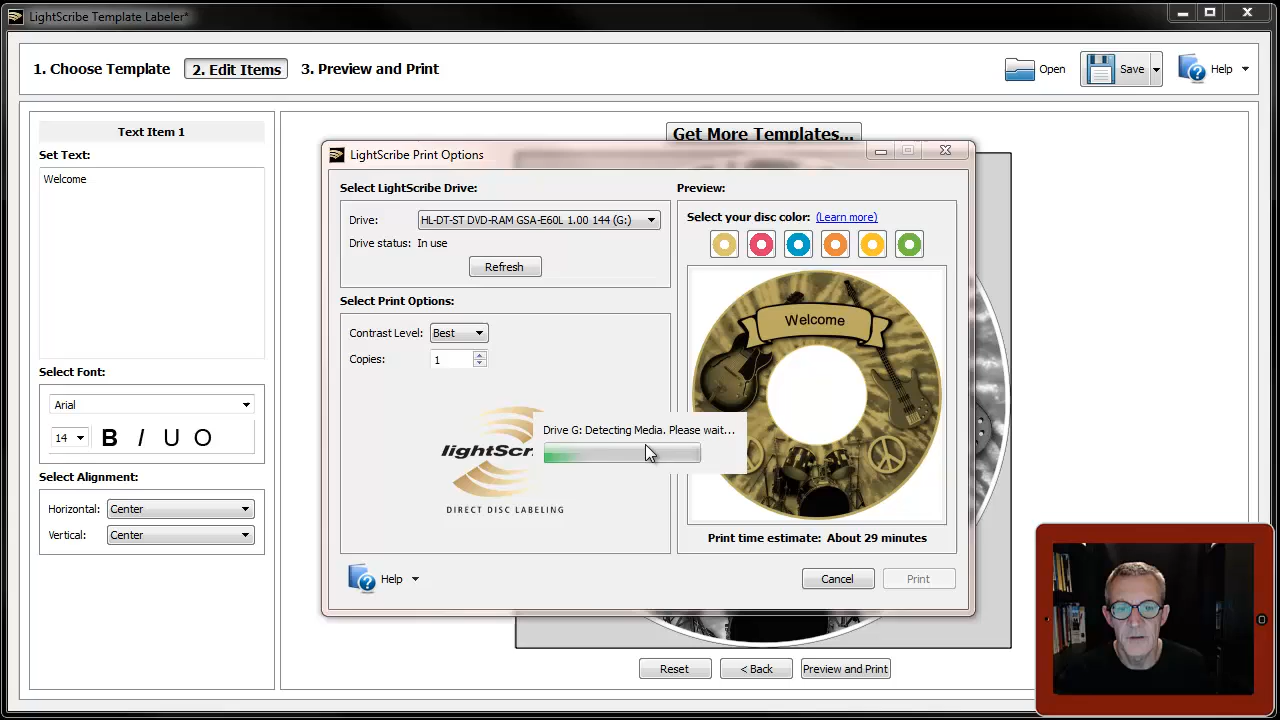 LightScribe Template Labeler*
1. Choose Template
2. Edit Items
3. Preview and Print
Open
Save
Help
Text Item 1
Set Text:
Welcome
Select Font:
Arial
14
B I U O
Select Alignment:
Horizontal: Center
Vertical: Center
Get More Templates...
LightScribe Print Options
Select LightScribe Drive:
Drive: HL-DT-ST DVD-RAM GSA-E60L 1.00 144 (G:)
Drive status: In use
Refresh
Select Print Options:
Contrast Level: Best
Copies: 1
lightScr
DIRECT DISC LABELING
Drive G: Detecting Media. Please wait...
Preview:
Select your disc color: (Learn more)
Welcome
Print time estimate: About 29 minutes
Help
Cancel
Print
Reset
< Back
Preview and Print